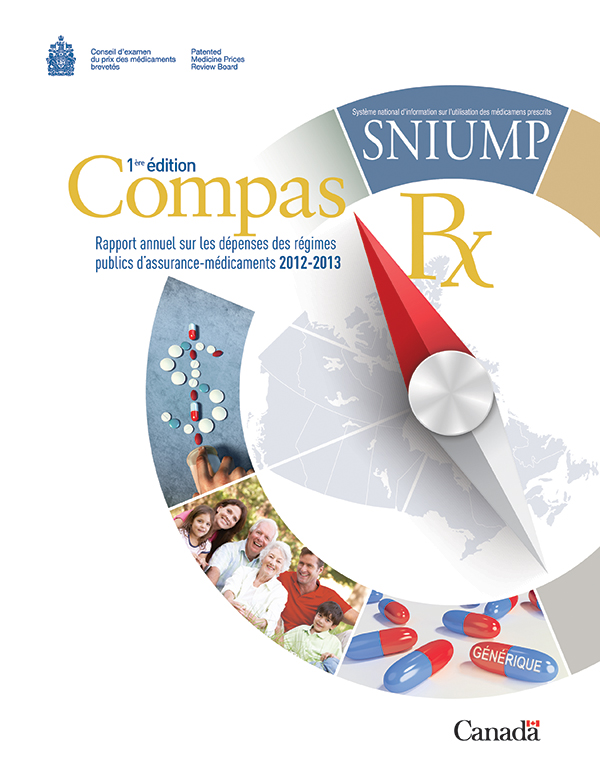 Conseil d'examen
du prix des médicaments
brevetés
Patented
Medicine Prices
Review Board
Système national d'information sur l'utilisation des médicamens prescrits
SNIUMP
1ère édition
Compas
Rx
Rapport annuel sur les dépenses des régimes
publics d'assurance-médicaments 2012-2013
GÉNÉRIQUE
Canada